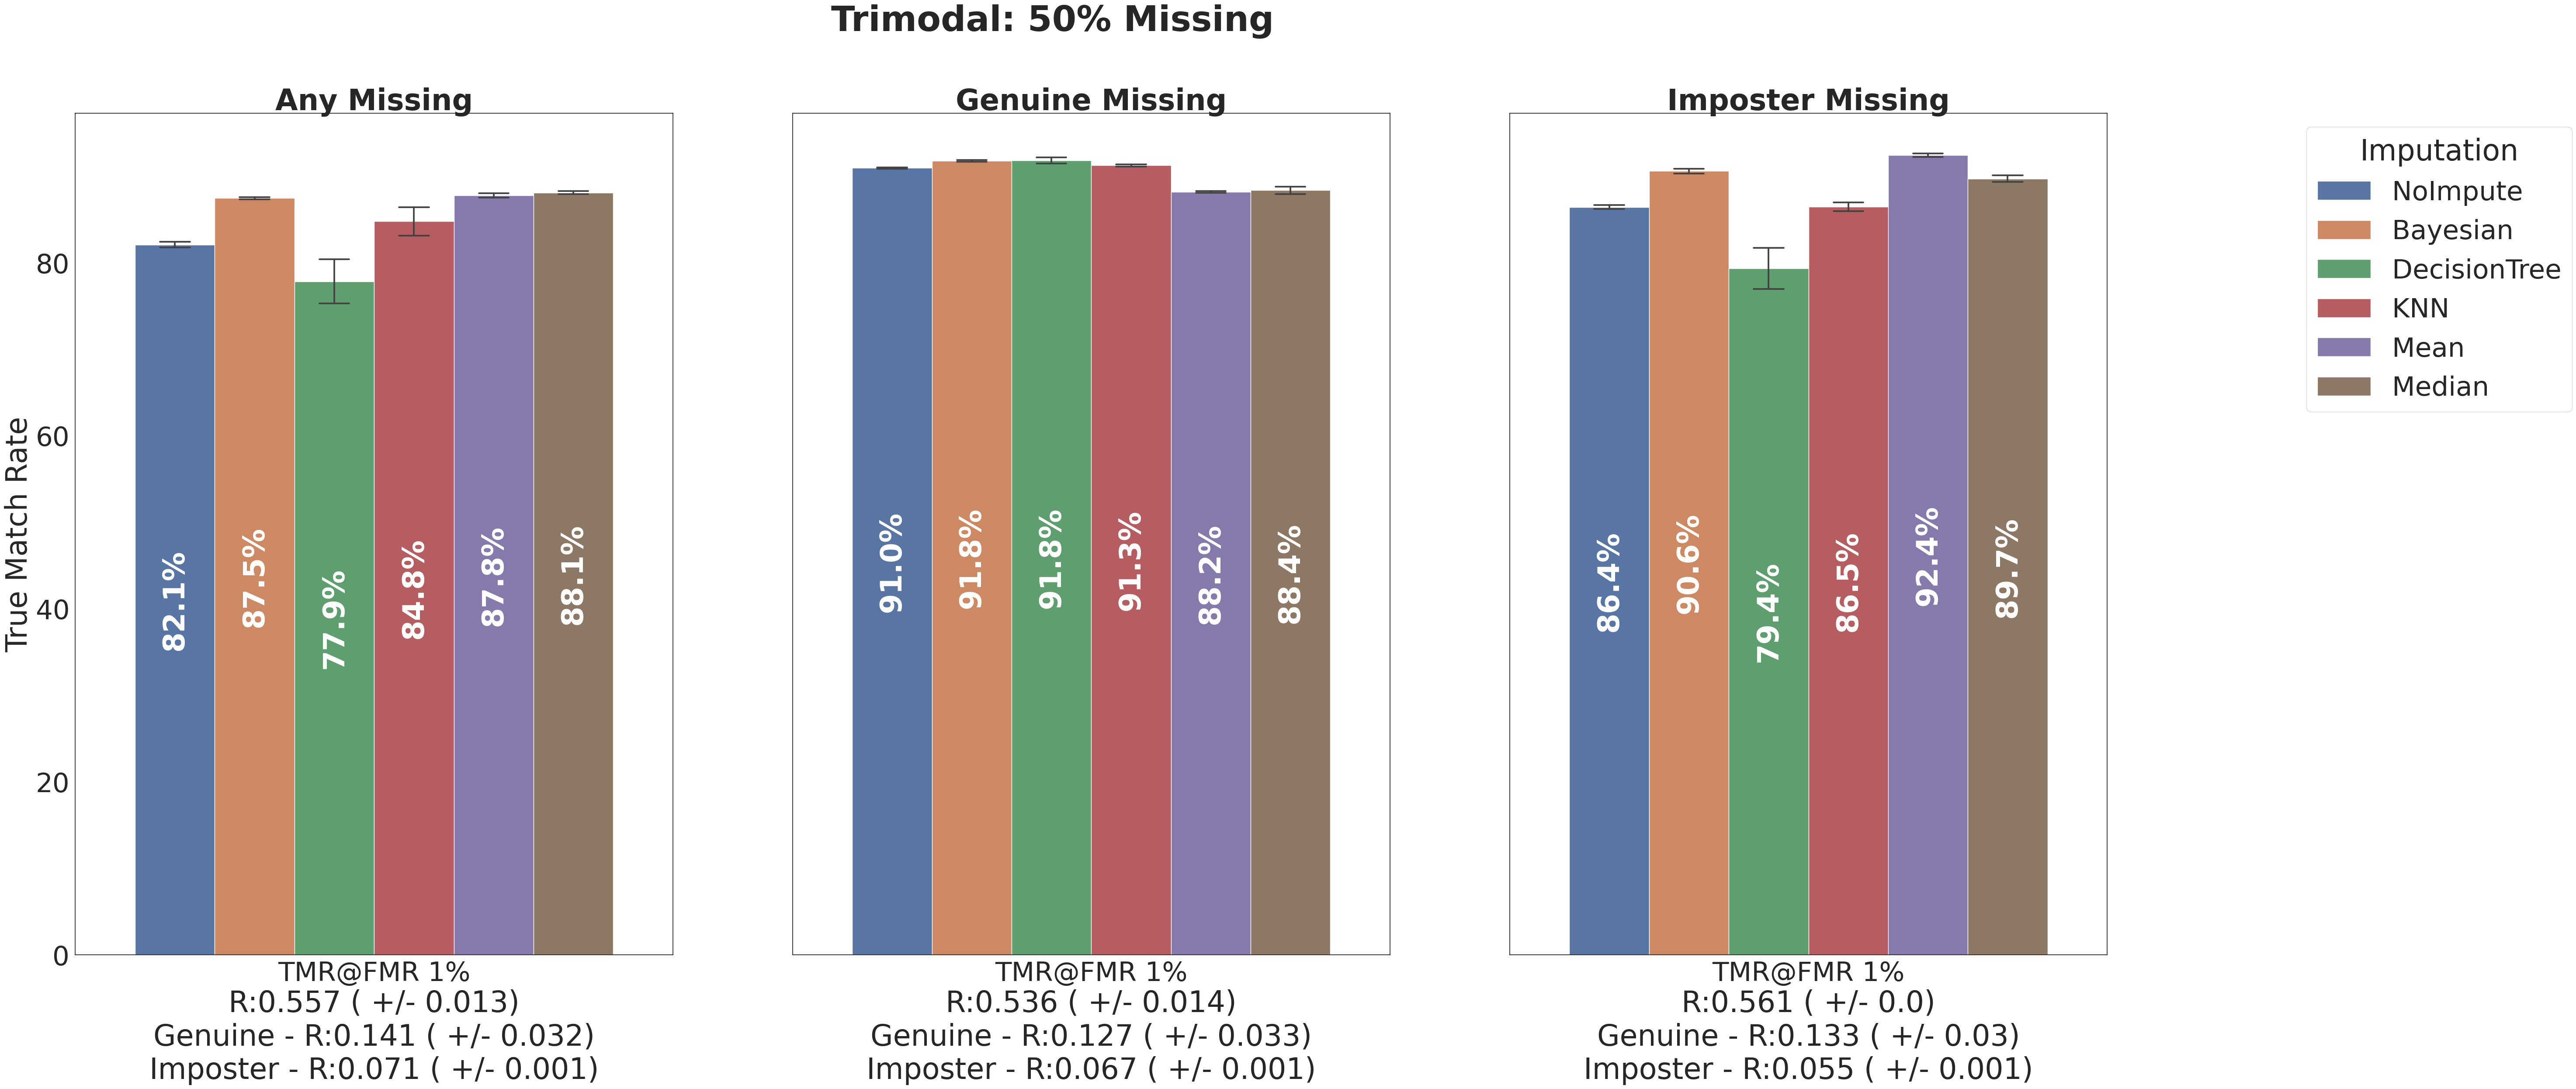 Trimodal: 50% Missing
Any Missing
Genuine Missing
Imposter Missing
True Match Rate
80
60
40
20
0
82.1%
87.5%
77.9%
84.8%
87.8%
88.1%
91.0%
91.8%
91.8%
91.3%
88.2%
88.4%
86.4%
90.6%
79.4%
86.5%
92.4%
89.7%
TMR@FMR 1%
R:0.557 ( +/- 0.013)
Genuine - R:0.141 ( +/- 0.032)
Imposter - R:0.071 ( +/- 0.001)
TMR@FMR 1%
R:0.536 ( +/- 0.014)
Genuine - R:0.127 ( +/- 0.033)
Imposter - R:0.067 ( +/- 0.001)
TMR@FMR 1%
R:0.561 ( +/- 0.0)
Genuine - R:0.133 ( +/- 0.03)
Imposter - R:0.055 ( +/- 0.001)
Imputation
NoImpute
Bayesian
DecisionTree
KNN
Mean
Median